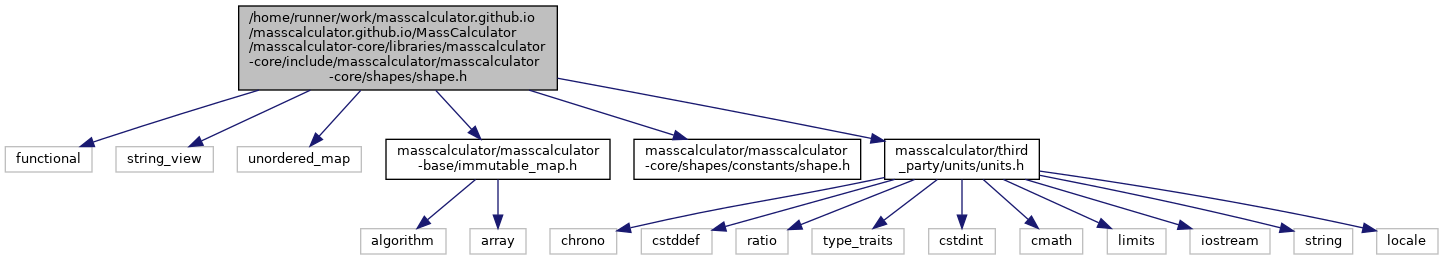 /home/runner/work/masscalculator.github.io
/masscalculator.github.io/MassCalculator
/masscalculator-core/libraries/masscalculator
-core/include/masscalculator/masscalculator
-core/shapes/shape.h
functional
string_view
unordered_map
masscalculator/masscalculator
-base/immutable_map.h
masscalculator/masscalculator
-core/shapes/constants/shape.h
masscalculator/third
_party/units/units.h
algorithm
array
chrono
cstddef
ratio
type_traits
cstdint
cmath
limits
iostream
string
locale